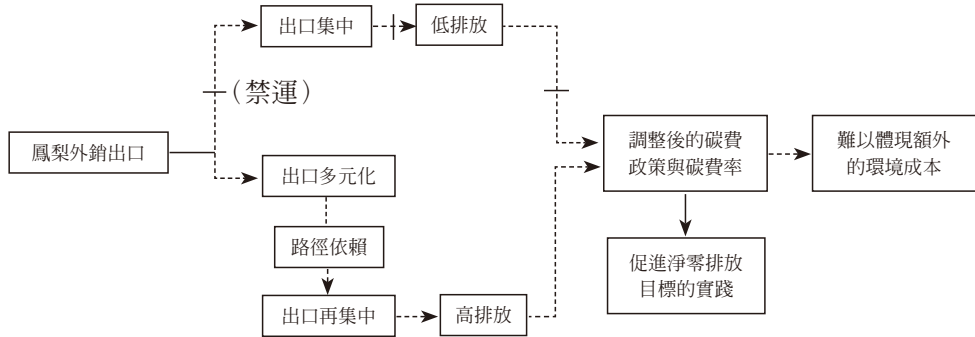 出口集中
低排放
（禁運）
鳳梨外銷出口
調整後的碳費
政策與碳費率
難以體現額外
的環境成本
出口多元化
路徑依賴
促進淨零排放
目標的實踐
出口再集中
高排放